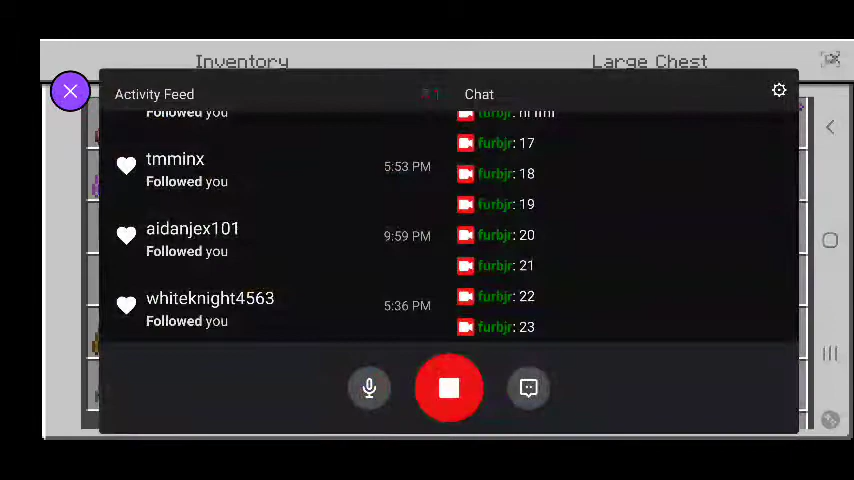 Inventory
Large Chest
Activity Feed
Chat
Followed you
tmminx
Followed you
5:53 PM
aidanjex101
Followed you
9:59 PM
whiteknight4563
Followed you
5:36 PM
furbjr:
furbjr: 17
furbjr: 18
furbjr: 19
furbjr: 20
furbjr: 21
furbjr: 22
furbjr: 23